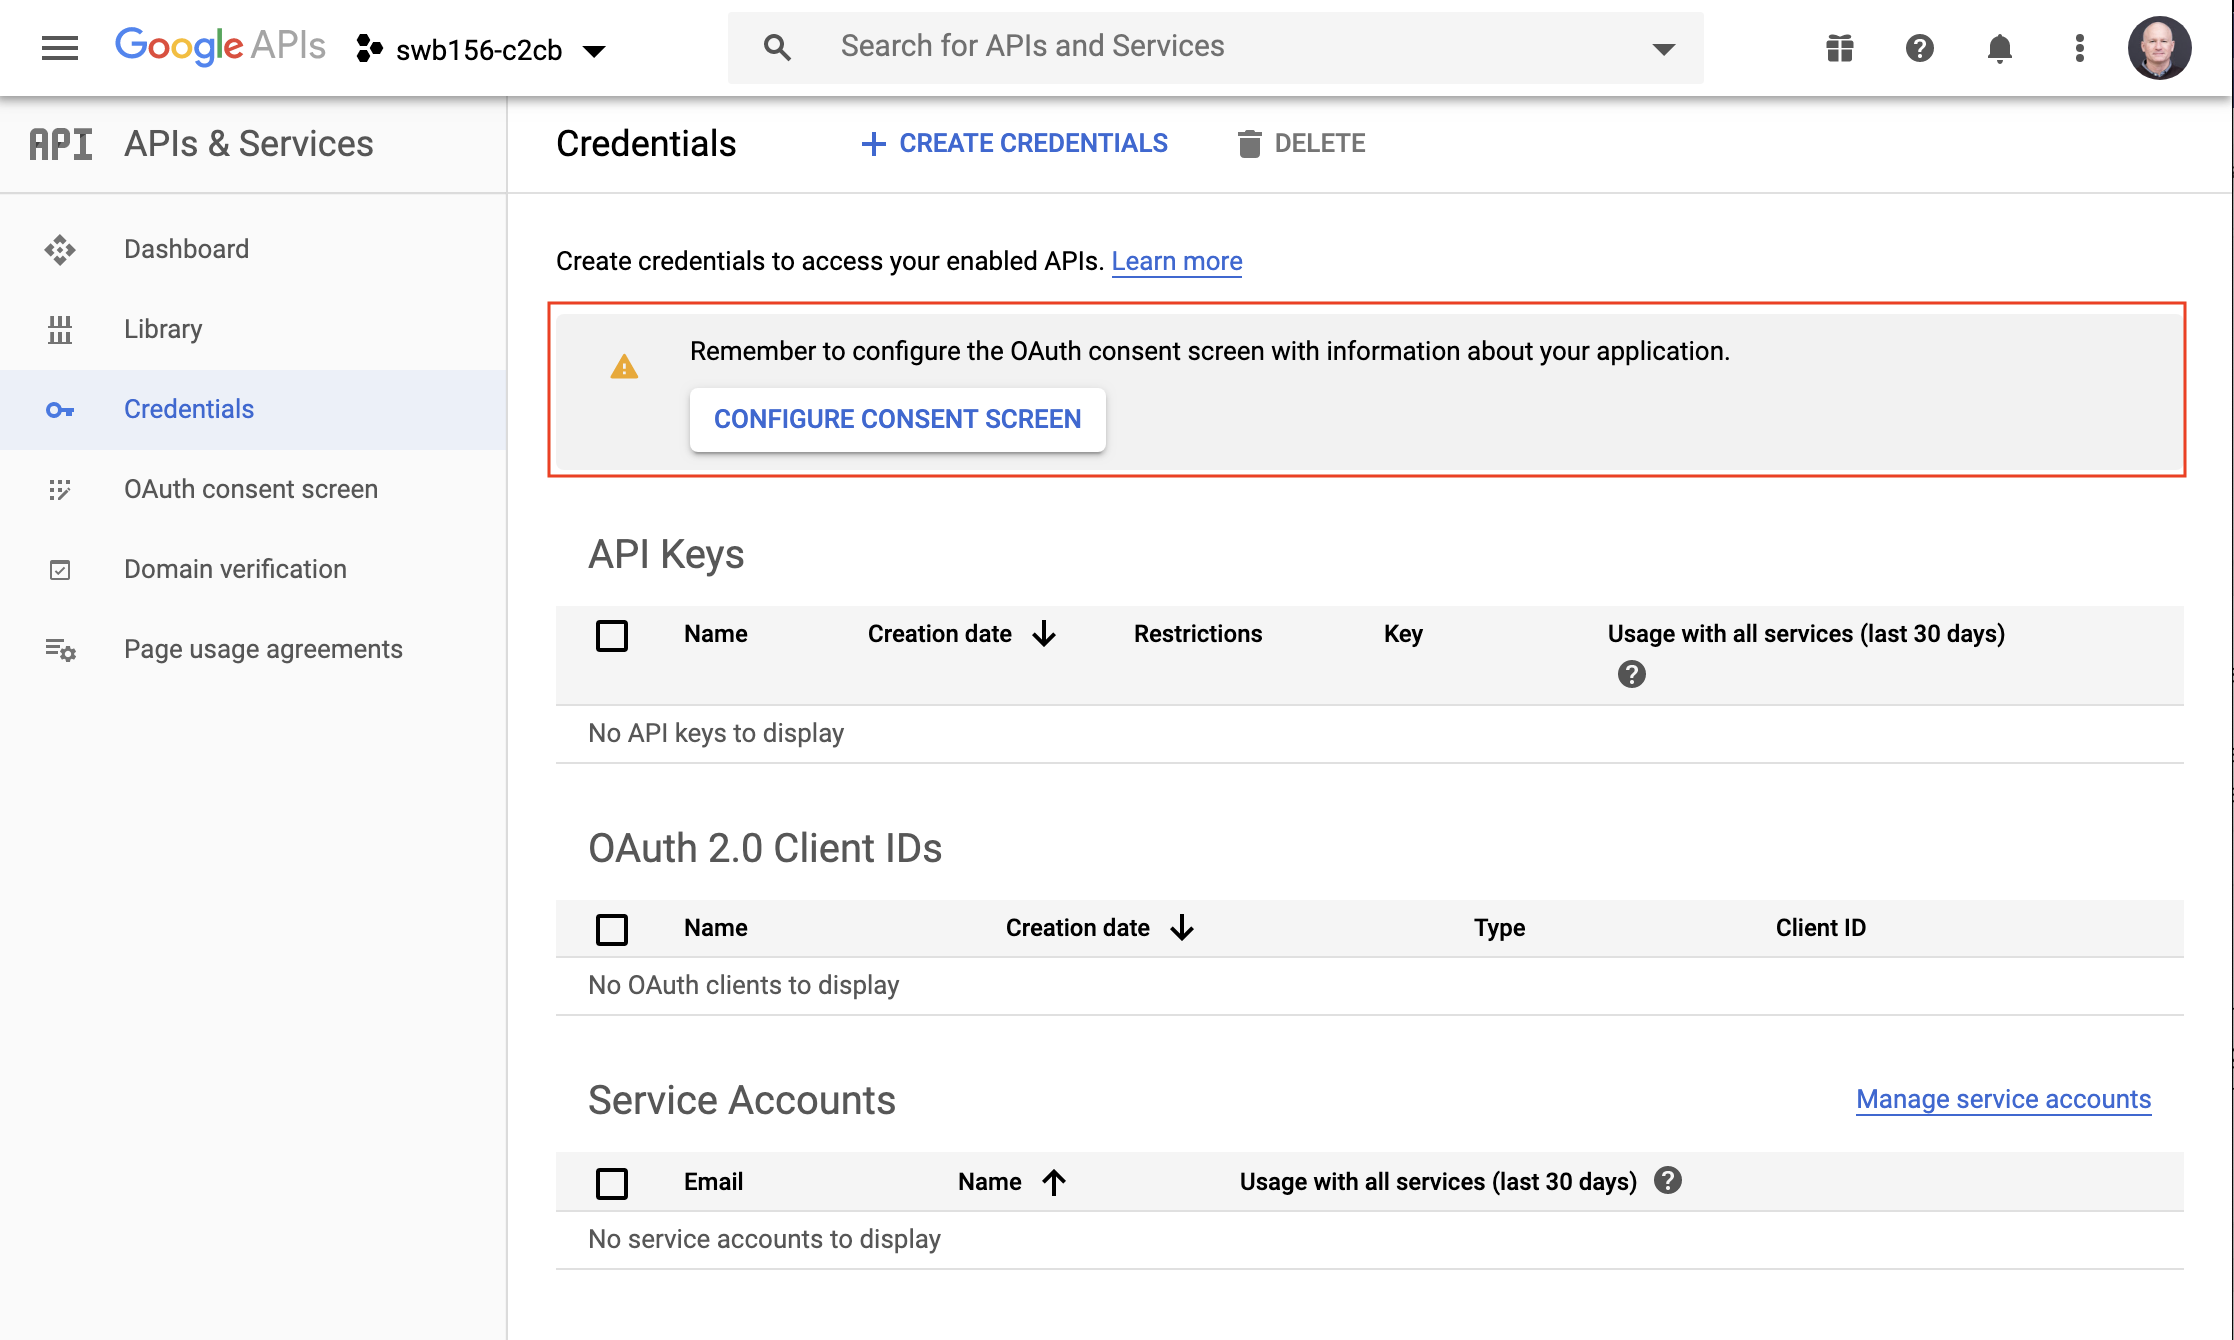 Google APIs swb156-c2cb Search for APIs and Services
API APIs & Services
Credentials CREATE CREDENTIALS DELETE
Dashboard
Library
Credentials
OAuth consent screen
Domain verification
Page usage agreements
Create credentials to access your enabled APIs. Learn more
Remember to configure the OAuth consent screen with information about your application.
CONFIGURE CONSENT SCREEN
API Keys
Name Creation date Restrictions Key Usage with all services (last 30 days)
No API keys to display
OAuth 2.0 Client IDs
Name Creation date Type Client ID
No OAuth clients to display
Service Accounts Manage service accounts
Email Name Usage with all services (last 30 days)
No service accounts to display